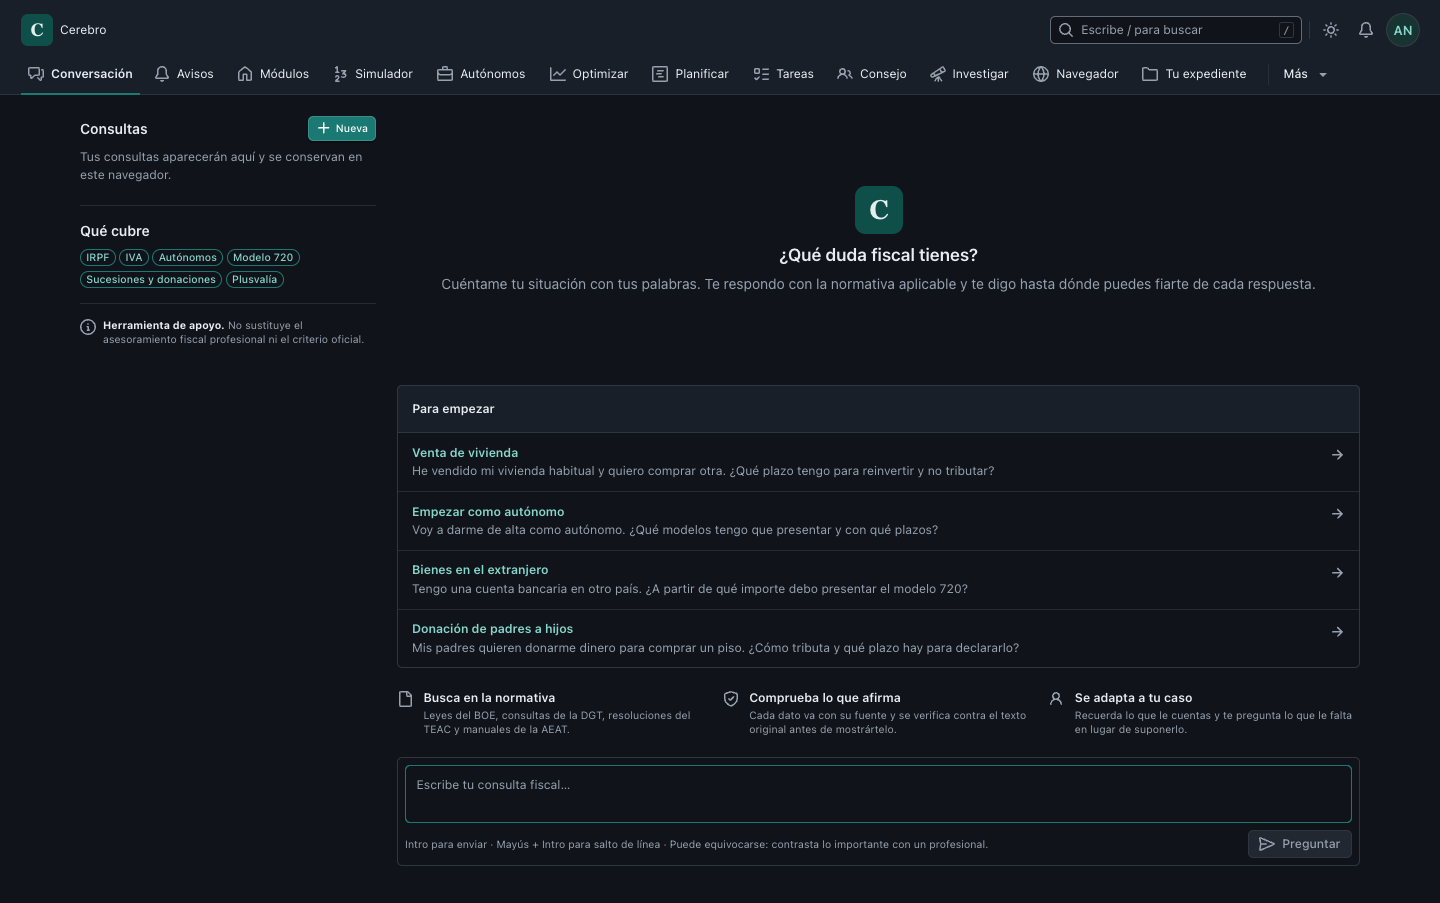 C Cerebro
Escribe / para buscar /
AN
Conversación Avisos Módulos Simulador Autónomos Optimizar Planificar Tareas Consejo Investigar Navegador Tu expediente Más
Consultas
Nueva
Tus consultas aparecerán aquí y se conservan en
este navegador.
Qué cubre
IRPF IVA Autónomos Modelo 720
Sucesiones y donaciones Plusvalía
Herramienta de apoyo. No sustituye el
asesoramiento fiscal profesional ni el criterio oficial.
C
¿Qué duda fiscal tienes?
Cuéntame tu situación con tus palabras. Te respondo con la normativa aplicable y te digo hasta dónde puedes fiarte de cada respuesta.
Para empezar
Venta de vivienda
He vendido mi vivienda habitual y quiero comprar otra. ¿Qué plazo tengo para reinvertir y no tributar?
Empezar como autónomo
Voy a darme de alta como autónomo. ¿Qué modelos tengo que presentar y con qué plazos?
Bienes en el extranjero
Tengo una cuenta bancaria en otro país. ¿A partir de qué importe debo presentar el modelo 720?
Donación de padres a hijos
Mis padres quieren donarme dinero para comprar un piso. ¿Cómo tributa y qué plazo hay para declararlo?
Busca en la normativa
Leyes del BOE, consultas de la DGT, resoluciones del
TEAC y manuales de la AEAT.
Comprueba lo que afirma
Cada dato va con su fuente y se verifica contra el texto
original antes de mostrártelo.
Se adapta a tu caso
Recuerda lo que le cuentas y te pregunta lo que le falta
en lugar de suponerlo.
Escribe tu consulta fiscal...
Intro para enviar · Mayús + Intro para salto de línea · Puede equivocarse: contrasta lo importante con un profesional.
Preguntar